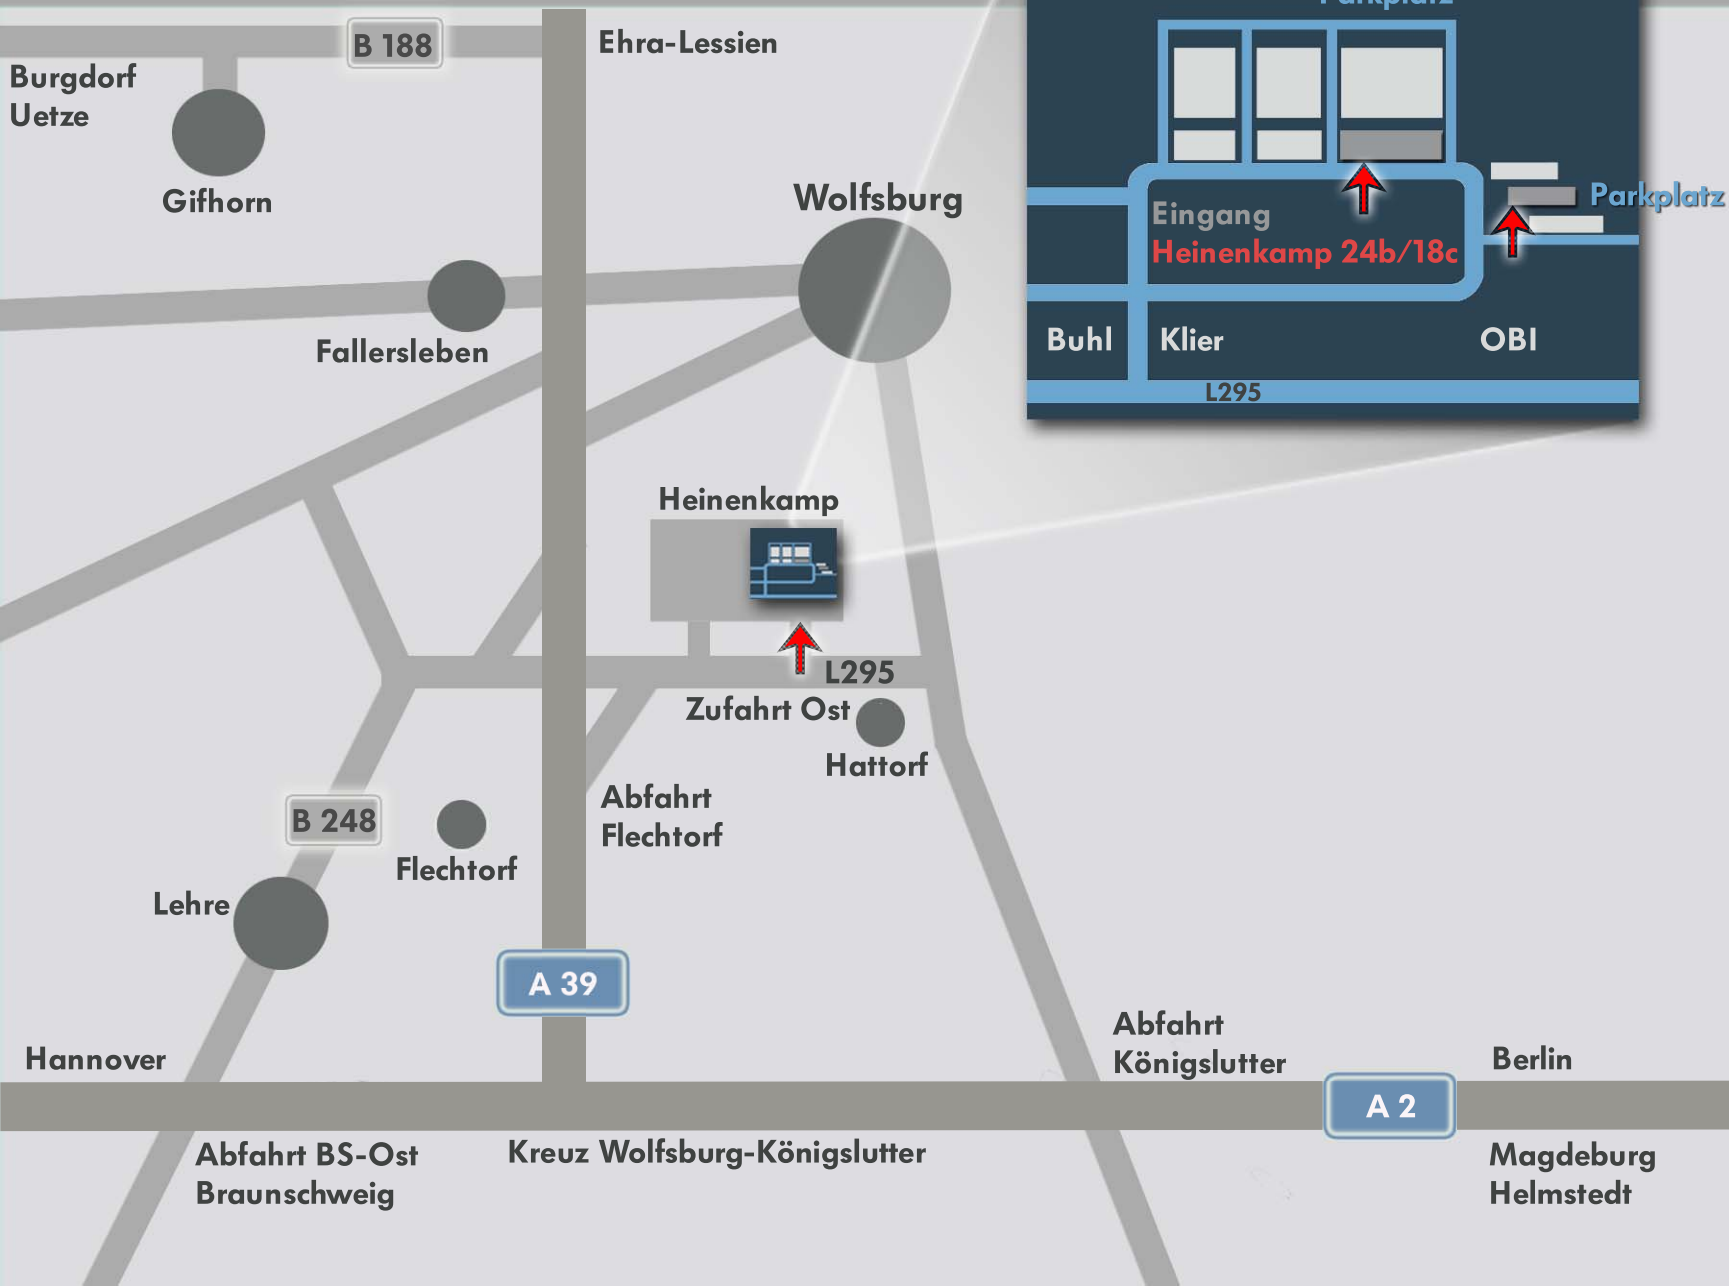 Parkplatz
B 188
Ehra-Lessien
Burgdorf
Uetze
Gifhorn
Wolfsburg
Parkplatz
Eingang
Heinenkamp 24b/18c
Fallersleben
Buhl
Klier
OBI
L295
Heinenkamp
L295
Zufahrt Ost
Hattorf
Abfahrt
Flechtorf
B 248
Flechtorf
Lehre
A 39
Abfahrt
Königslutter
Hannover
Berlin
A 2
Abfahrt BS-Ost
Braunschweig
Kreuz Wolfsburg-Königslutter
Magdeburg
Helmstedt